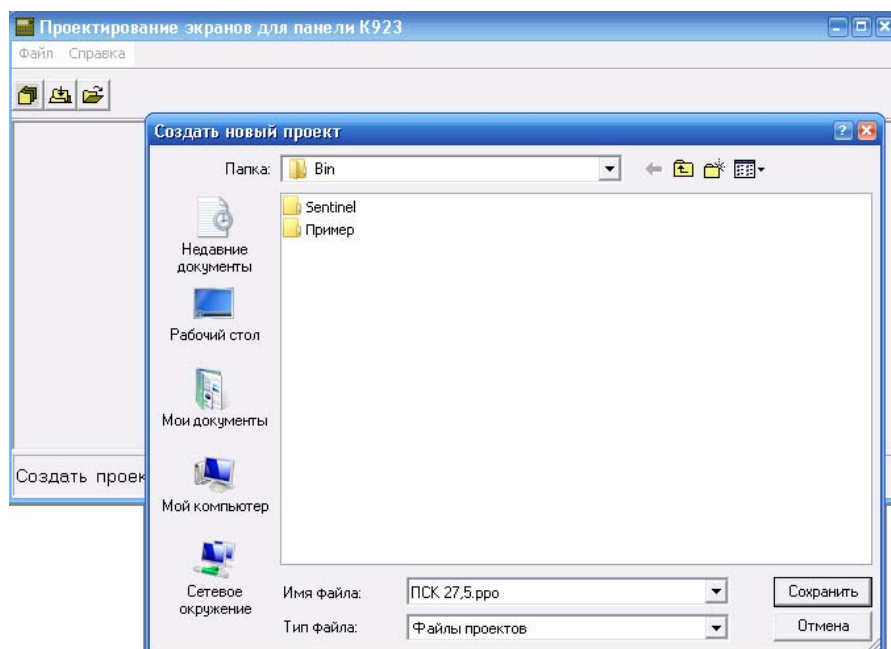 Проектирование экранов для панели К923
Файл Справка
Создать новый проект
Папка: Bin
Sentinel
Пример
Недавние документы
Рабочий стол
Мои документы
Мой компьютер
Сетевое окружение
Создать проек
Имя файла: ПСК 27,5.ppo
Сохранить
Тип файла: Файлы проектов
Отмена